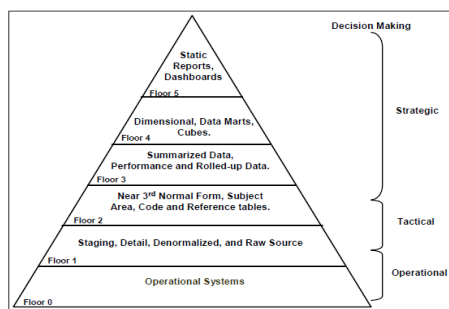 Decision Making
Static
Reports,
Dashboards
Floor 5
Strategic
Dimensional, Data Marts,
Cubes.
Floor 4
Summarized Data,
Performance and Rolled-up Data.
Floor 3
Near 3rd Normal Form, Subject
Area, Code and Reference tables.
Floor 2
Tactical
Staging, Detail, Denormalized, and Raw Source
Floor 1
Operational
Operational Systems
Floor 0